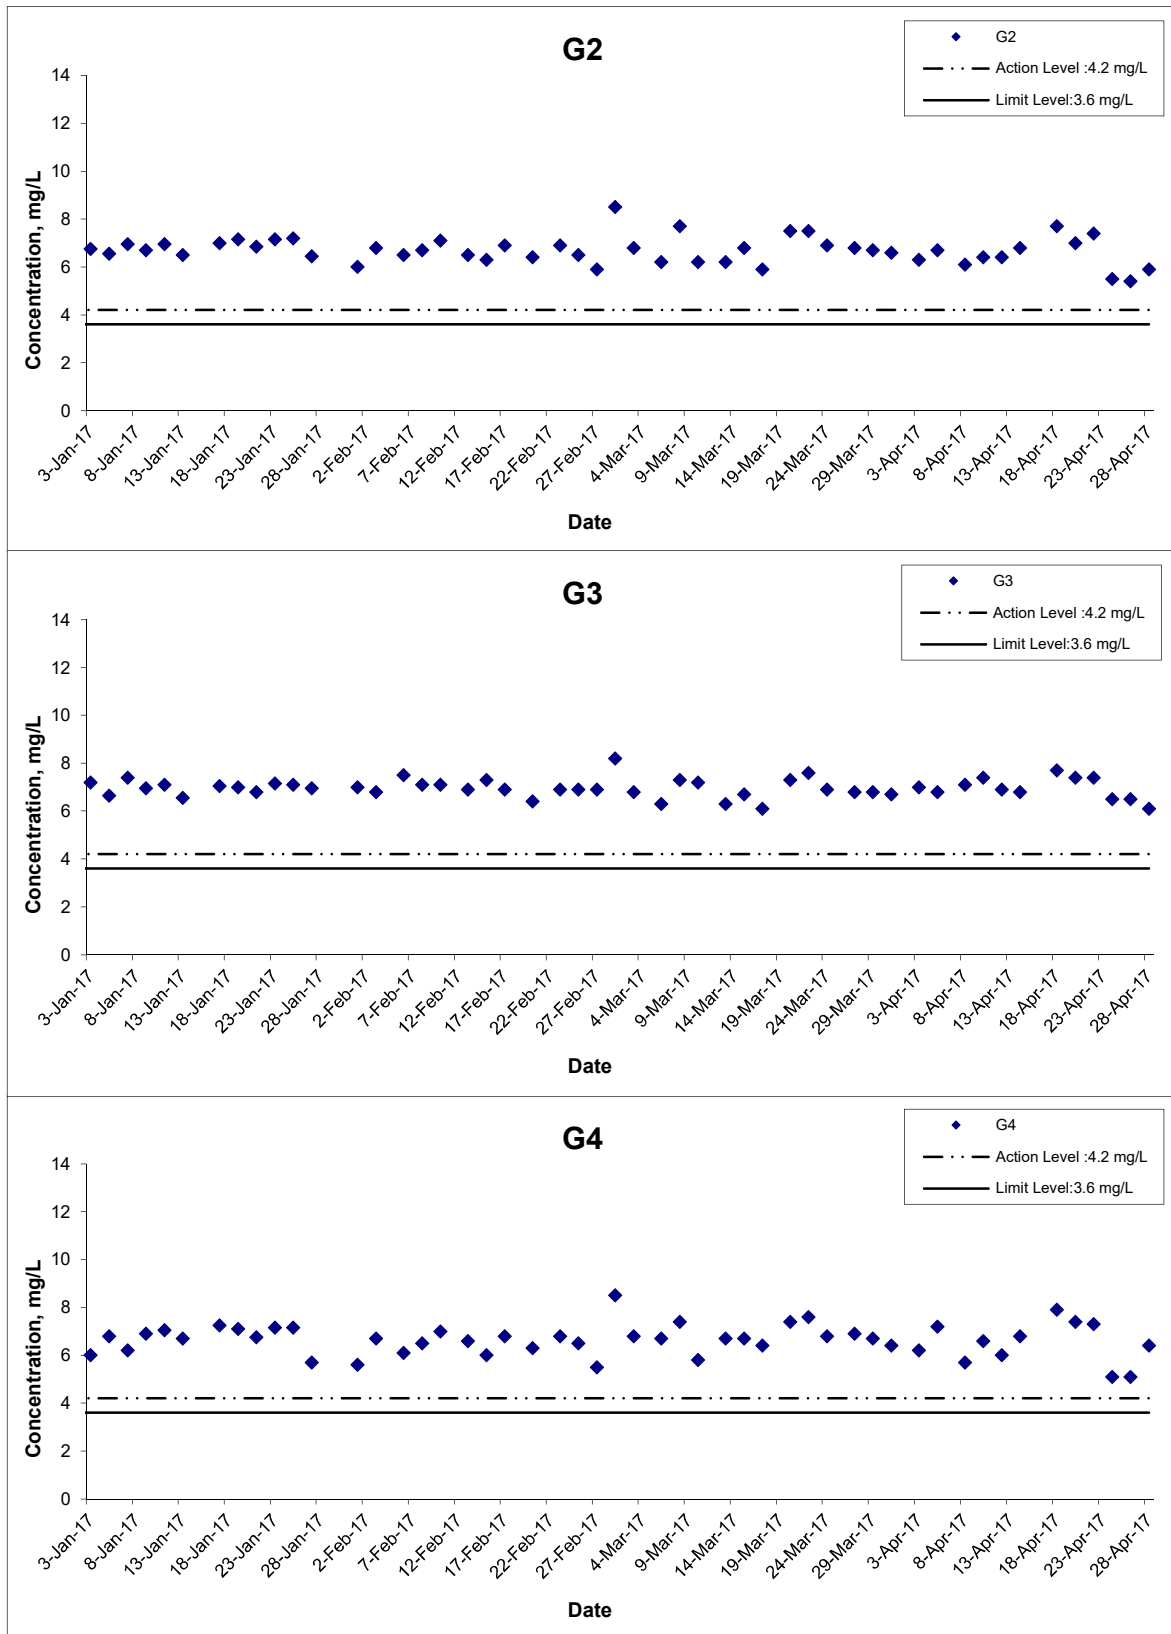 G2
G2
Action Level :4.2 mg/L
Limit Level:3.6 mg/L
Concentration, mg/L
14
12
10
8
6
4
2
0
3-Jan-17 8-Jan-17 13-Jan-17 18-Jan-17 23-Jan-17 28-Jan-17 2-Feb-17 7-Feb-17 12-Feb-17 17-Feb-17 22-Feb-17 27-Feb-17 4-Mar-17 9-Mar-17 14-Mar-17 19-Mar-17 24-Mar-17 29-Mar-17 3-Apr-17 8-Apr-17 13-Apr-17 18-Apr-17 23-Apr-17 28-Apr-17
Date
G3
G3
Action Level :4.2 mg/L
Limit Level:3.6 mg/L
Concentration, mg/L
14
12
10
8
6
4
2
0
3-Jan-17 8-Jan-17 13-Jan-17 18-Jan-17 23-Jan-17 28-Jan-17 2-Feb-17 7-Feb-17 12-Feb-17 17-Feb-17 22-Feb-17 27-Feb-17 4-Mar-17 9-Mar-17 14-Mar-17 19-Mar-17 24-Mar-17 29-Mar-17 3-Apr-17 8-Apr-17 13-Apr-17 18-Apr-17 23-Apr-17 28-Apr-17
Date
G4
G4
Action Level :4.2 mg/L
Limit Level:3.6 mg/L
Concentration, mg/L
14
12
10
8
6
4
2
0
3-Jan-17 8-Jan-17 13-Jan-17 18-Jan-17 23-Jan-17 28-Jan-17 2-Feb-17 7-Feb-17 12-Feb-17 17-Feb-17 22-Feb-17 27-Feb-17 4-Mar-17 9-Mar-17 14-Mar-17 19-Mar-17 24-Mar-17 29-Mar-17 3-Apr-17 8-Apr-17 13-Apr-17 18-Apr-17 23-Apr-17 28-Apr-17
Date